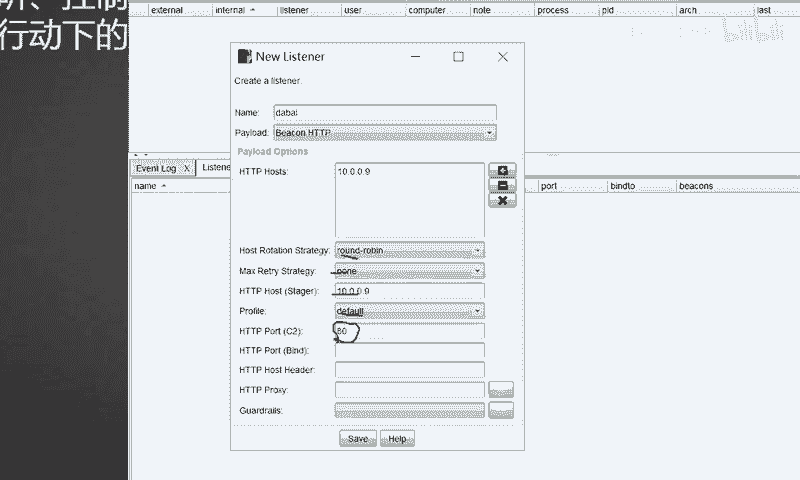 斩、控制
行动下的
external internal listener user computer note process pid arch last
bilibili
New Listener
Create a listener.
Name: dabai
Payload: Beacon HTTP
Payload Options
Event Log X Listene
HTTP Hosts: 10.0.0.9
name port bindto beacons
Host Rotation Strategy: round-robin
Max Retry Strategy: none
HTTP Host (Stager): 10.0.0.9
Profile: default
HTTP Port (C2): 80
HTTP Port (Bind):
HTTP Host Header:
HTTP Proxy:
Guardrails:
Save Help